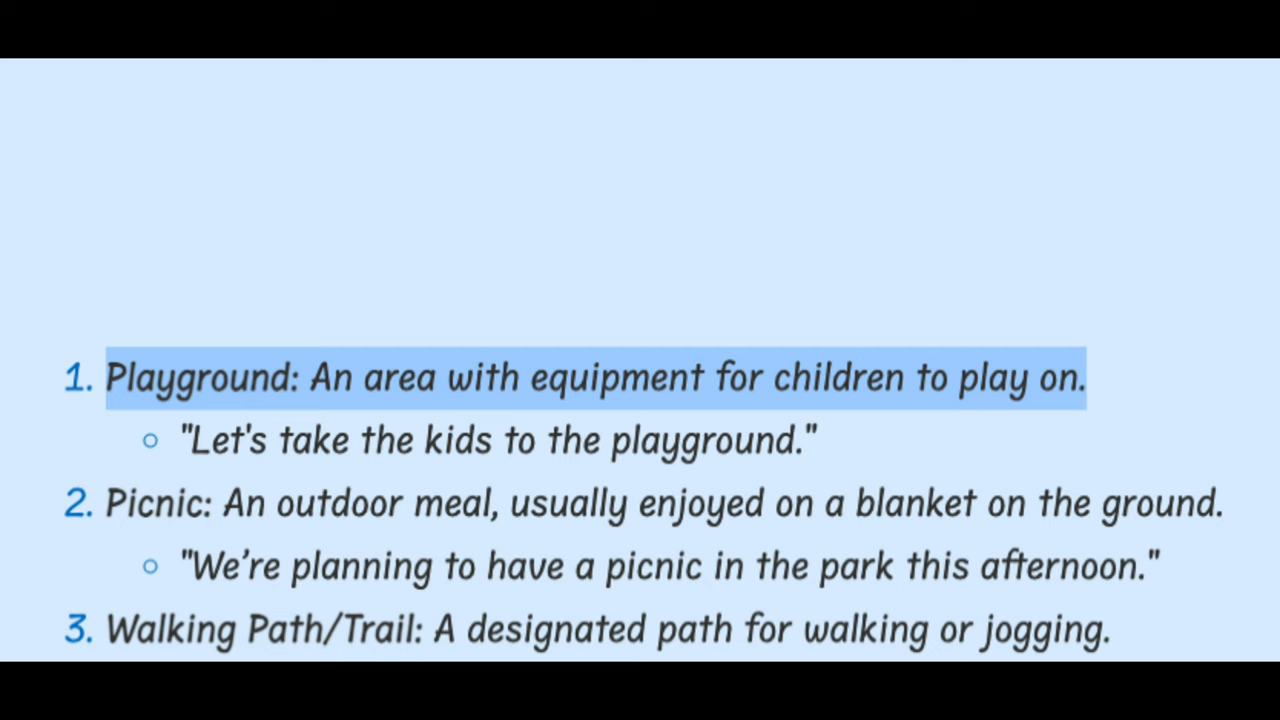 1. Playground: An area with equipment for children to play on.
○ "Let's take the kids to the playground."
2. Picnic: An outdoor meal, usually enjoyed on a blanket on the ground.
○ "We’re planning to have a picnic in the park this afternoon."
3. Walking Path/Trail: A designated path for walking or jogging.